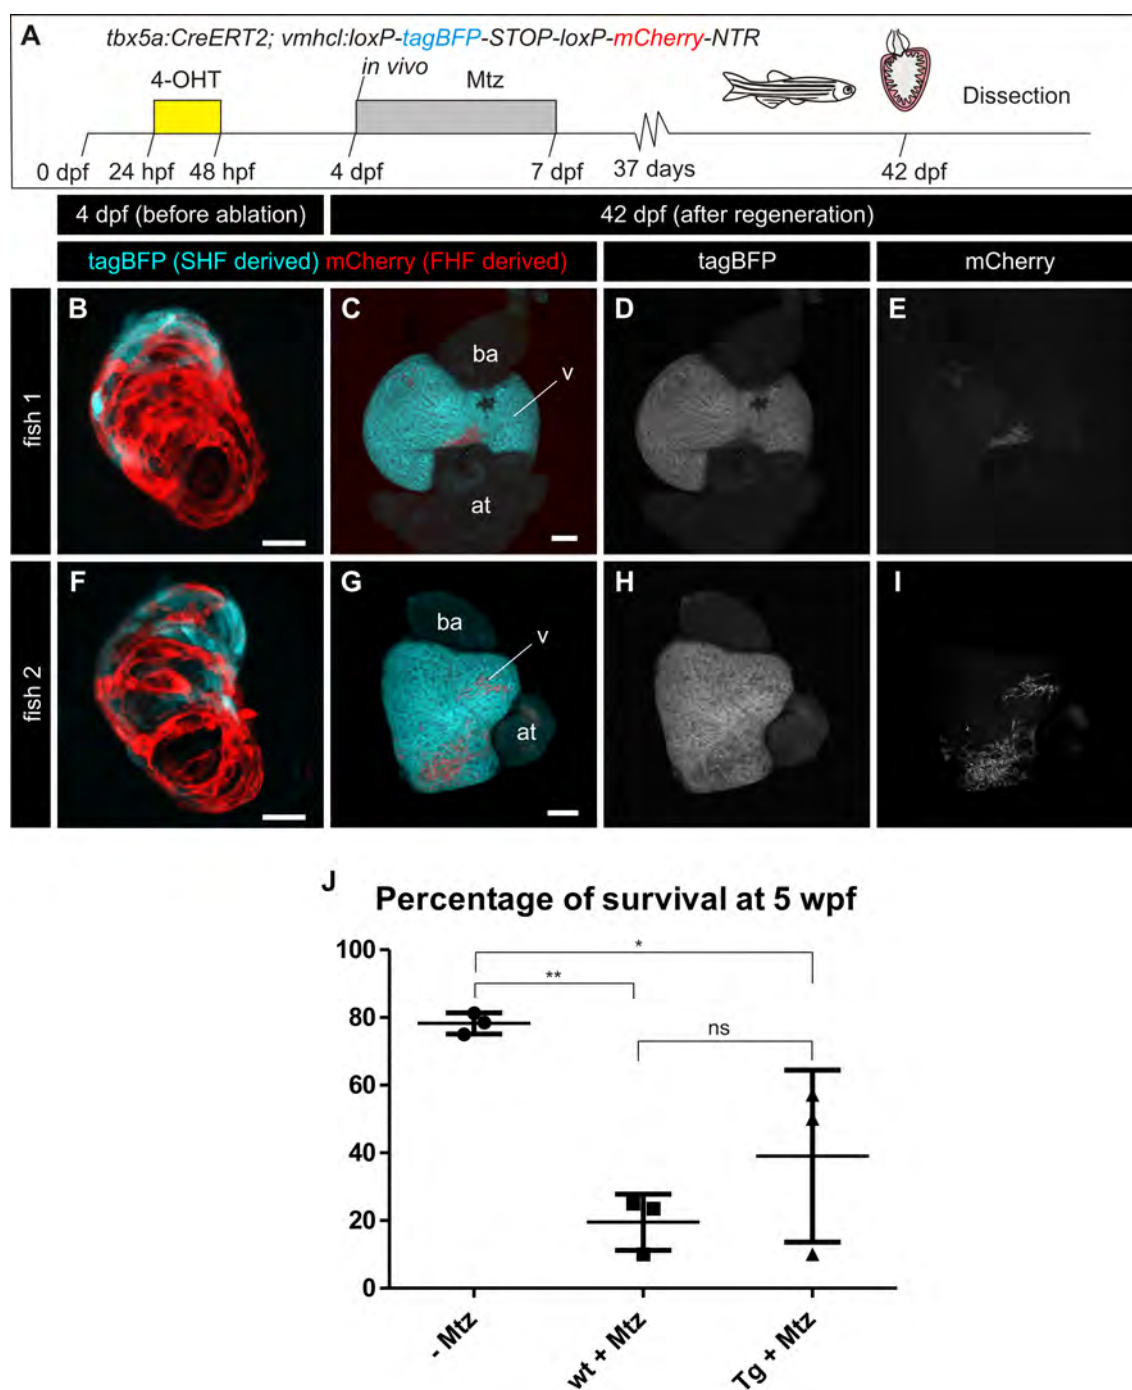 A
tbx5a:CreERT2; vmhcl:loxP-tagBFP-STOP-loxP-mCherry-NTR
in vivo
4-OHT
Mtz
Dissection
0 dpf
24 hpf
48 hpf
4 dpf
7 dpf
37 days
42 dpf
4 dpf (before ablation)
42 dpf (after regeneration)
tagBFP (SHF derived) mCherry (FHF derived)
tagBFP
mCherry
fish 1
B
C
ba
v
at
*
D
*
E
fish 2
F
G
ba
v
at
H
I
J
Percentage of survival at 5 wpf
*
**
ns
100
80
60
40
20
0
- Mtz
wt + Mtz
Tg + Mtz